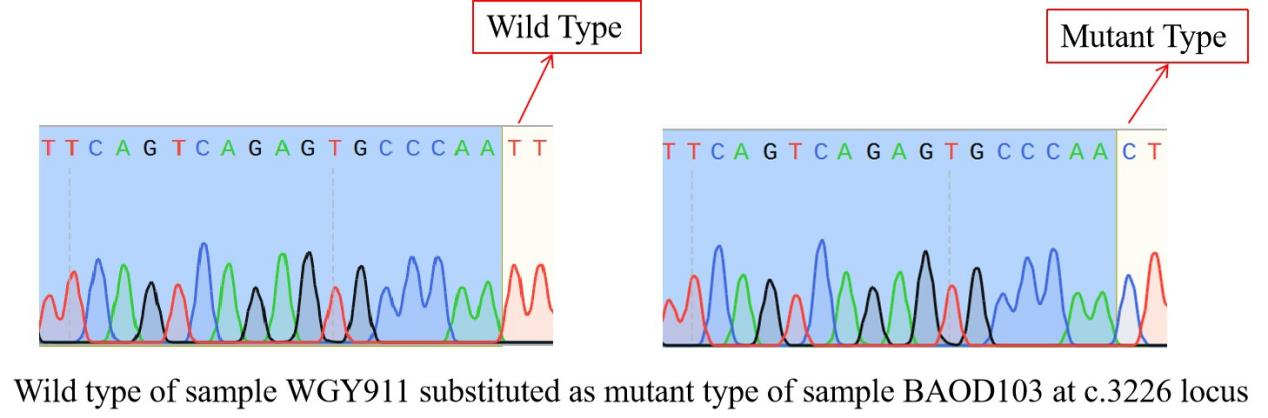 Wild Type
Mutant Type
T T C A G T C A G A G T G C C C A A T T
T T C A G T C A G A G T G C C C A A C T
Wild type of sample WGY911 substituted as mutant type of sample BAOD103 at c.3226 locus